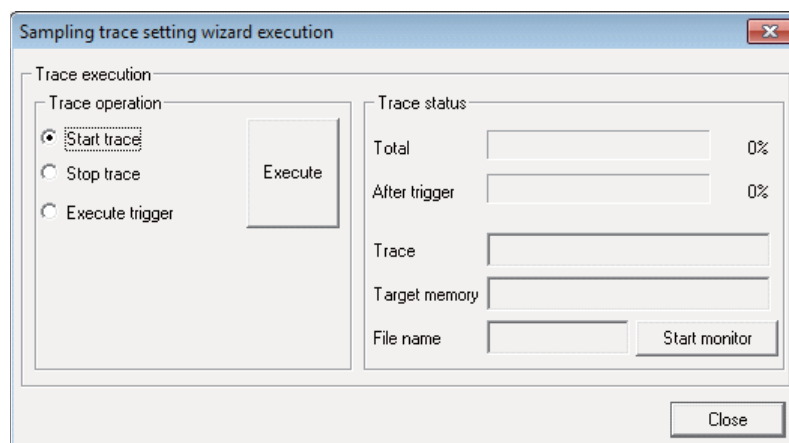 Sampling trace setting wizard execution
Trace execution
Trace operation
Start trace
Stop trace
Execute trigger
Execute
Trace status
Total 0%
After trigger 0%
Trace
Target memory
File name
Start monitor
Close